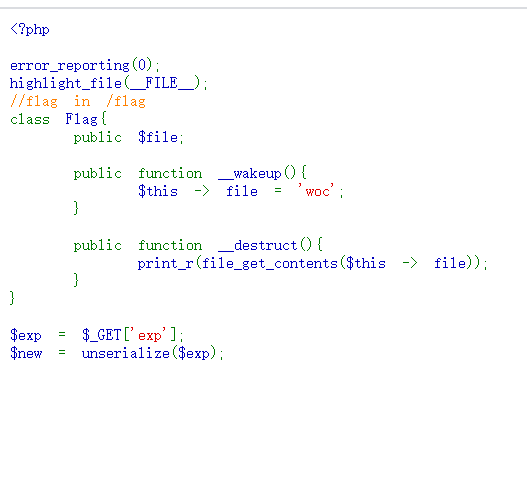 <?php
error_reporting(0);
highlight_file(__FILE__);
//flag in /flag
class Flag{
public $file;
public function __wakeup(){
$this -> file = 'woc';
}
public function __destruct(){
print_r(file_get_contents($this -> file));
}
}
$exp = $_GET['exp'];
$new = unserialize($exp);